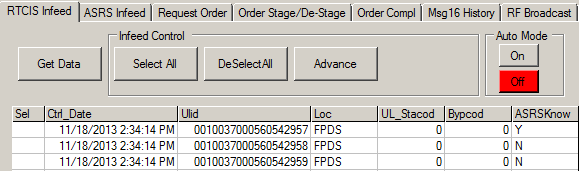 RTCIS Infeed ASRS Infeed Request Order Order Stage/De-Stage Order Compl Msg16 History RF Broadcast
Infeed Control Auto Mode
Get Data Select All DeSelectAll Advance On
Off
Sel Ctrl_Date Ulid Loc UL_Stacod Bypcod ASRSKnow
11/18/2013 2:34:14 PM 00100370005605429​57 FPDS 0 0 Y
11/18/2013 2:34:14 PM 0010037000560542958 FPDS 0 0 N
11/18/2013 2:34:14 PM 0010037000560542959 FPDS 0 0 N